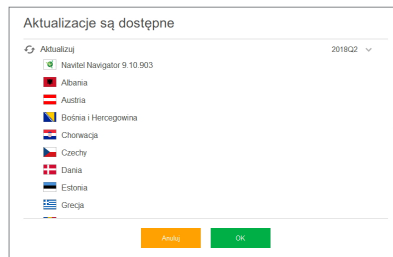 Aktualizacje są dostępne
Aktualizuj 2018Q2
Navitel Navigator 9.10.903
Albania
Austria
Bośnia i Hercegowina
Chorwacja
Czechy
Dania
Estonia
Grecja
Anuluj OK